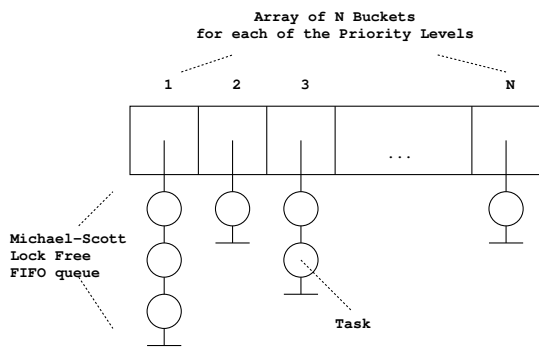 Array of N Buckets
for each of the Priority Levels
1 2 3 N
...
Michael-Scott
Lock Free
FIFO queue
Task